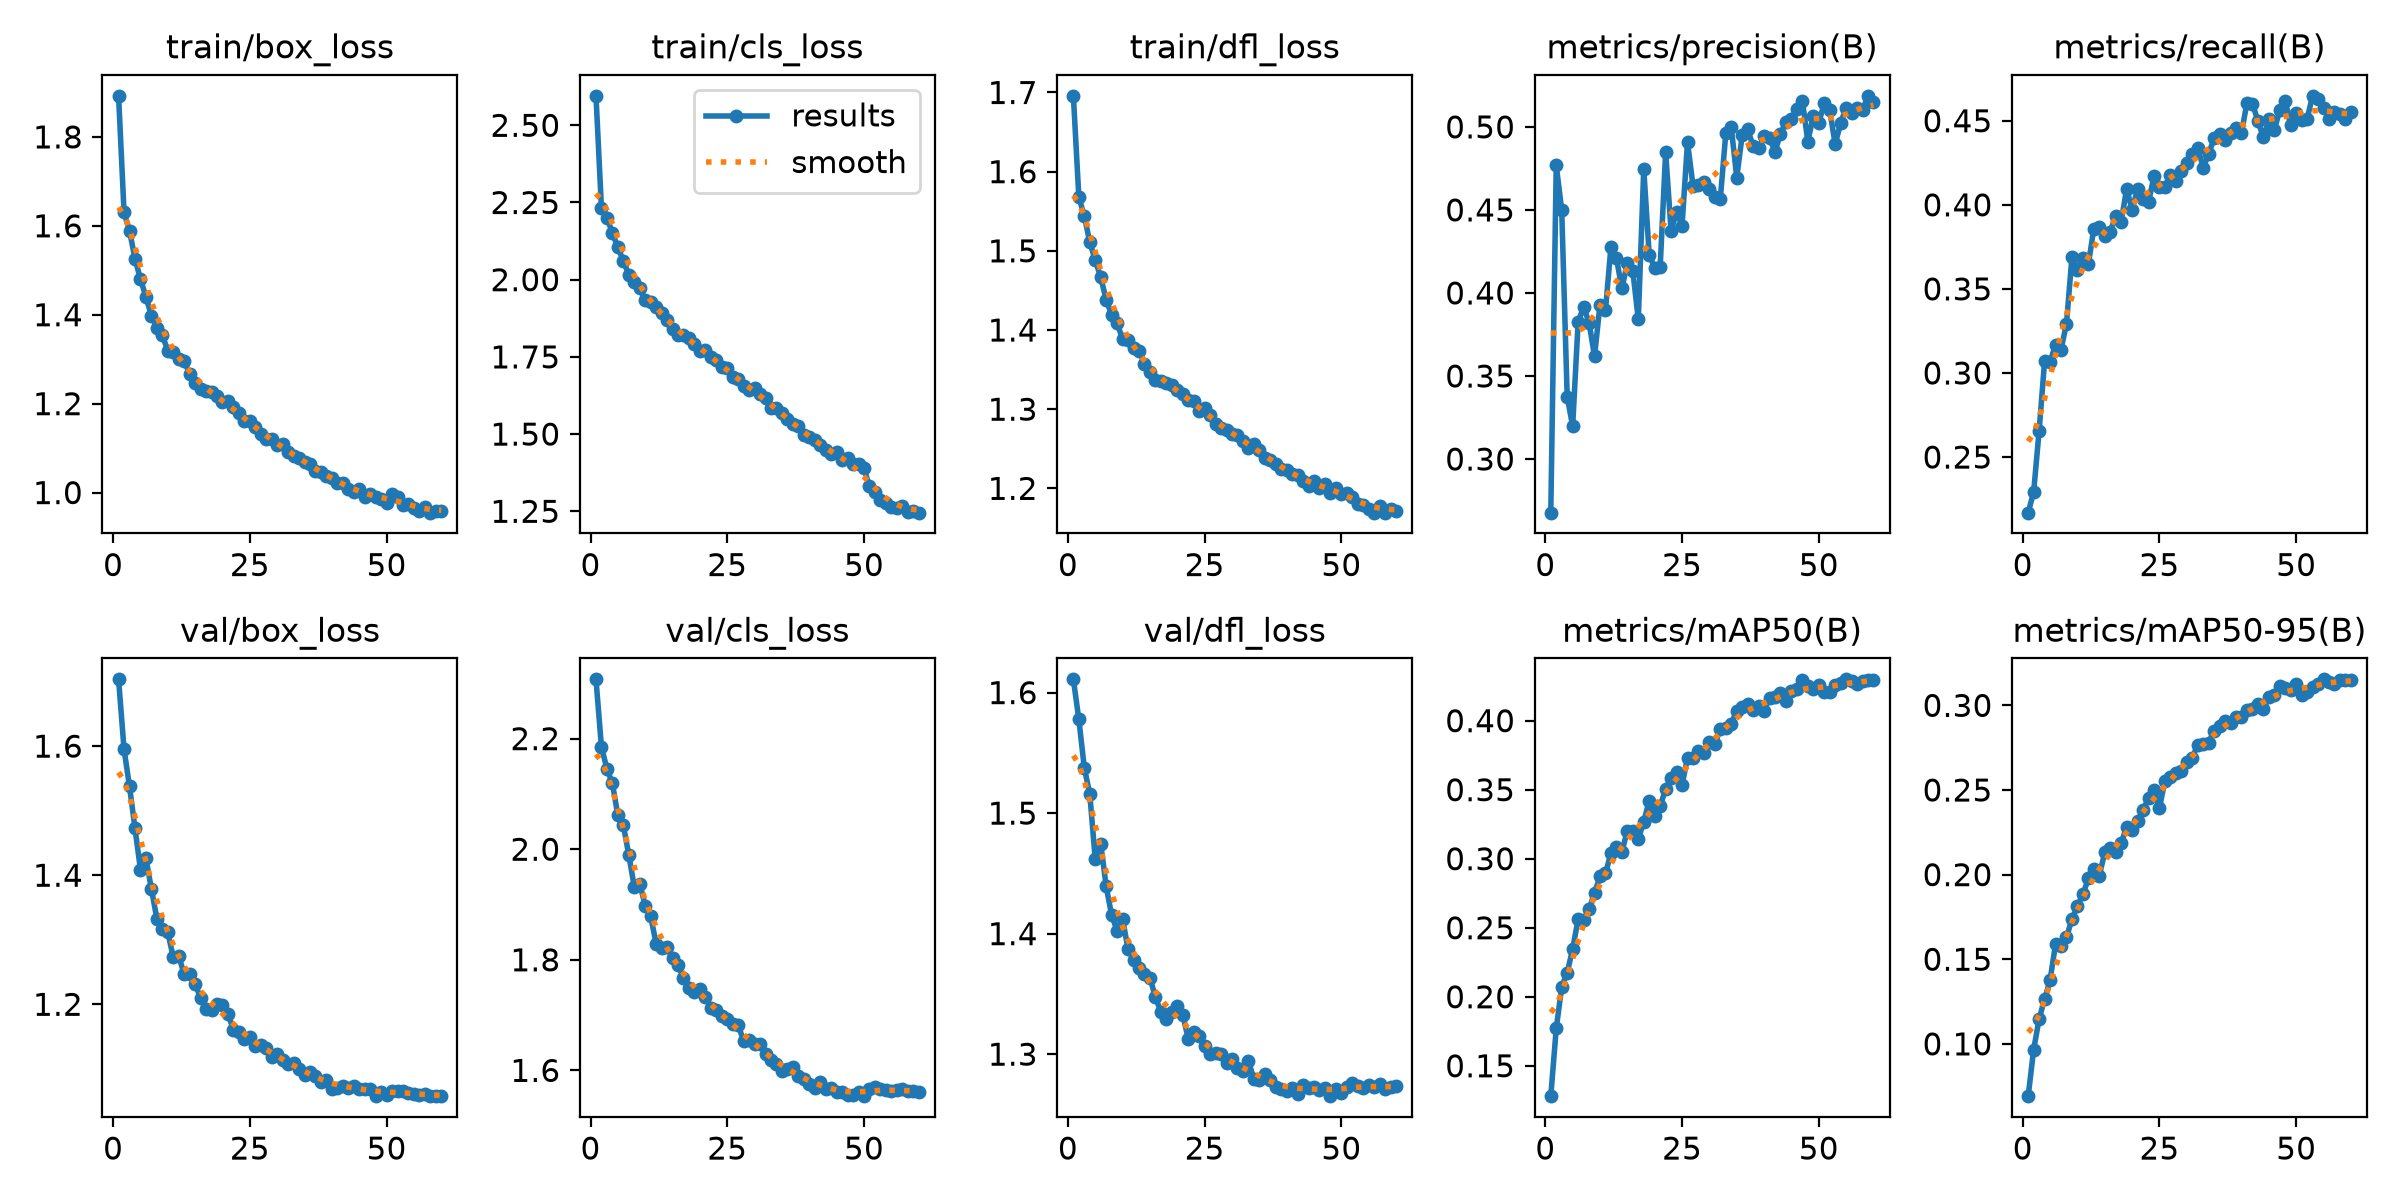 train/box_loss
1.8
1.6
1.4
1.2
1.0
0 25 50
train/cls_loss
results
smooth
2.50
2.25
2.00
1.75
1.50
1.25
0 25 50
train/dfl_loss
1.7
1.6
1.5
1.4
1.3
1.2
0 25 50
metrics/precision(B)
0.50
0.45
0.40
0.35
0.30
0 25 50
metrics/recall(B)
0.45
0.40
0.35
0.30
0.25
0 25 50
val/box_loss
1.6
1.4
1.2
0 25 50
val/cls_loss
2.2
2.0
1.8
1.6
0 25 50
val/dfl_loss
1.6
1.5
1.4
1.3
0 25 50
metrics/mAP50(B)
0.40
0.35
0.30
0.25
0.20
0.15
0 25 50
metrics/mAP50-95(B)
0.30
0.25
0.20
0.15
0.10
0 25 50